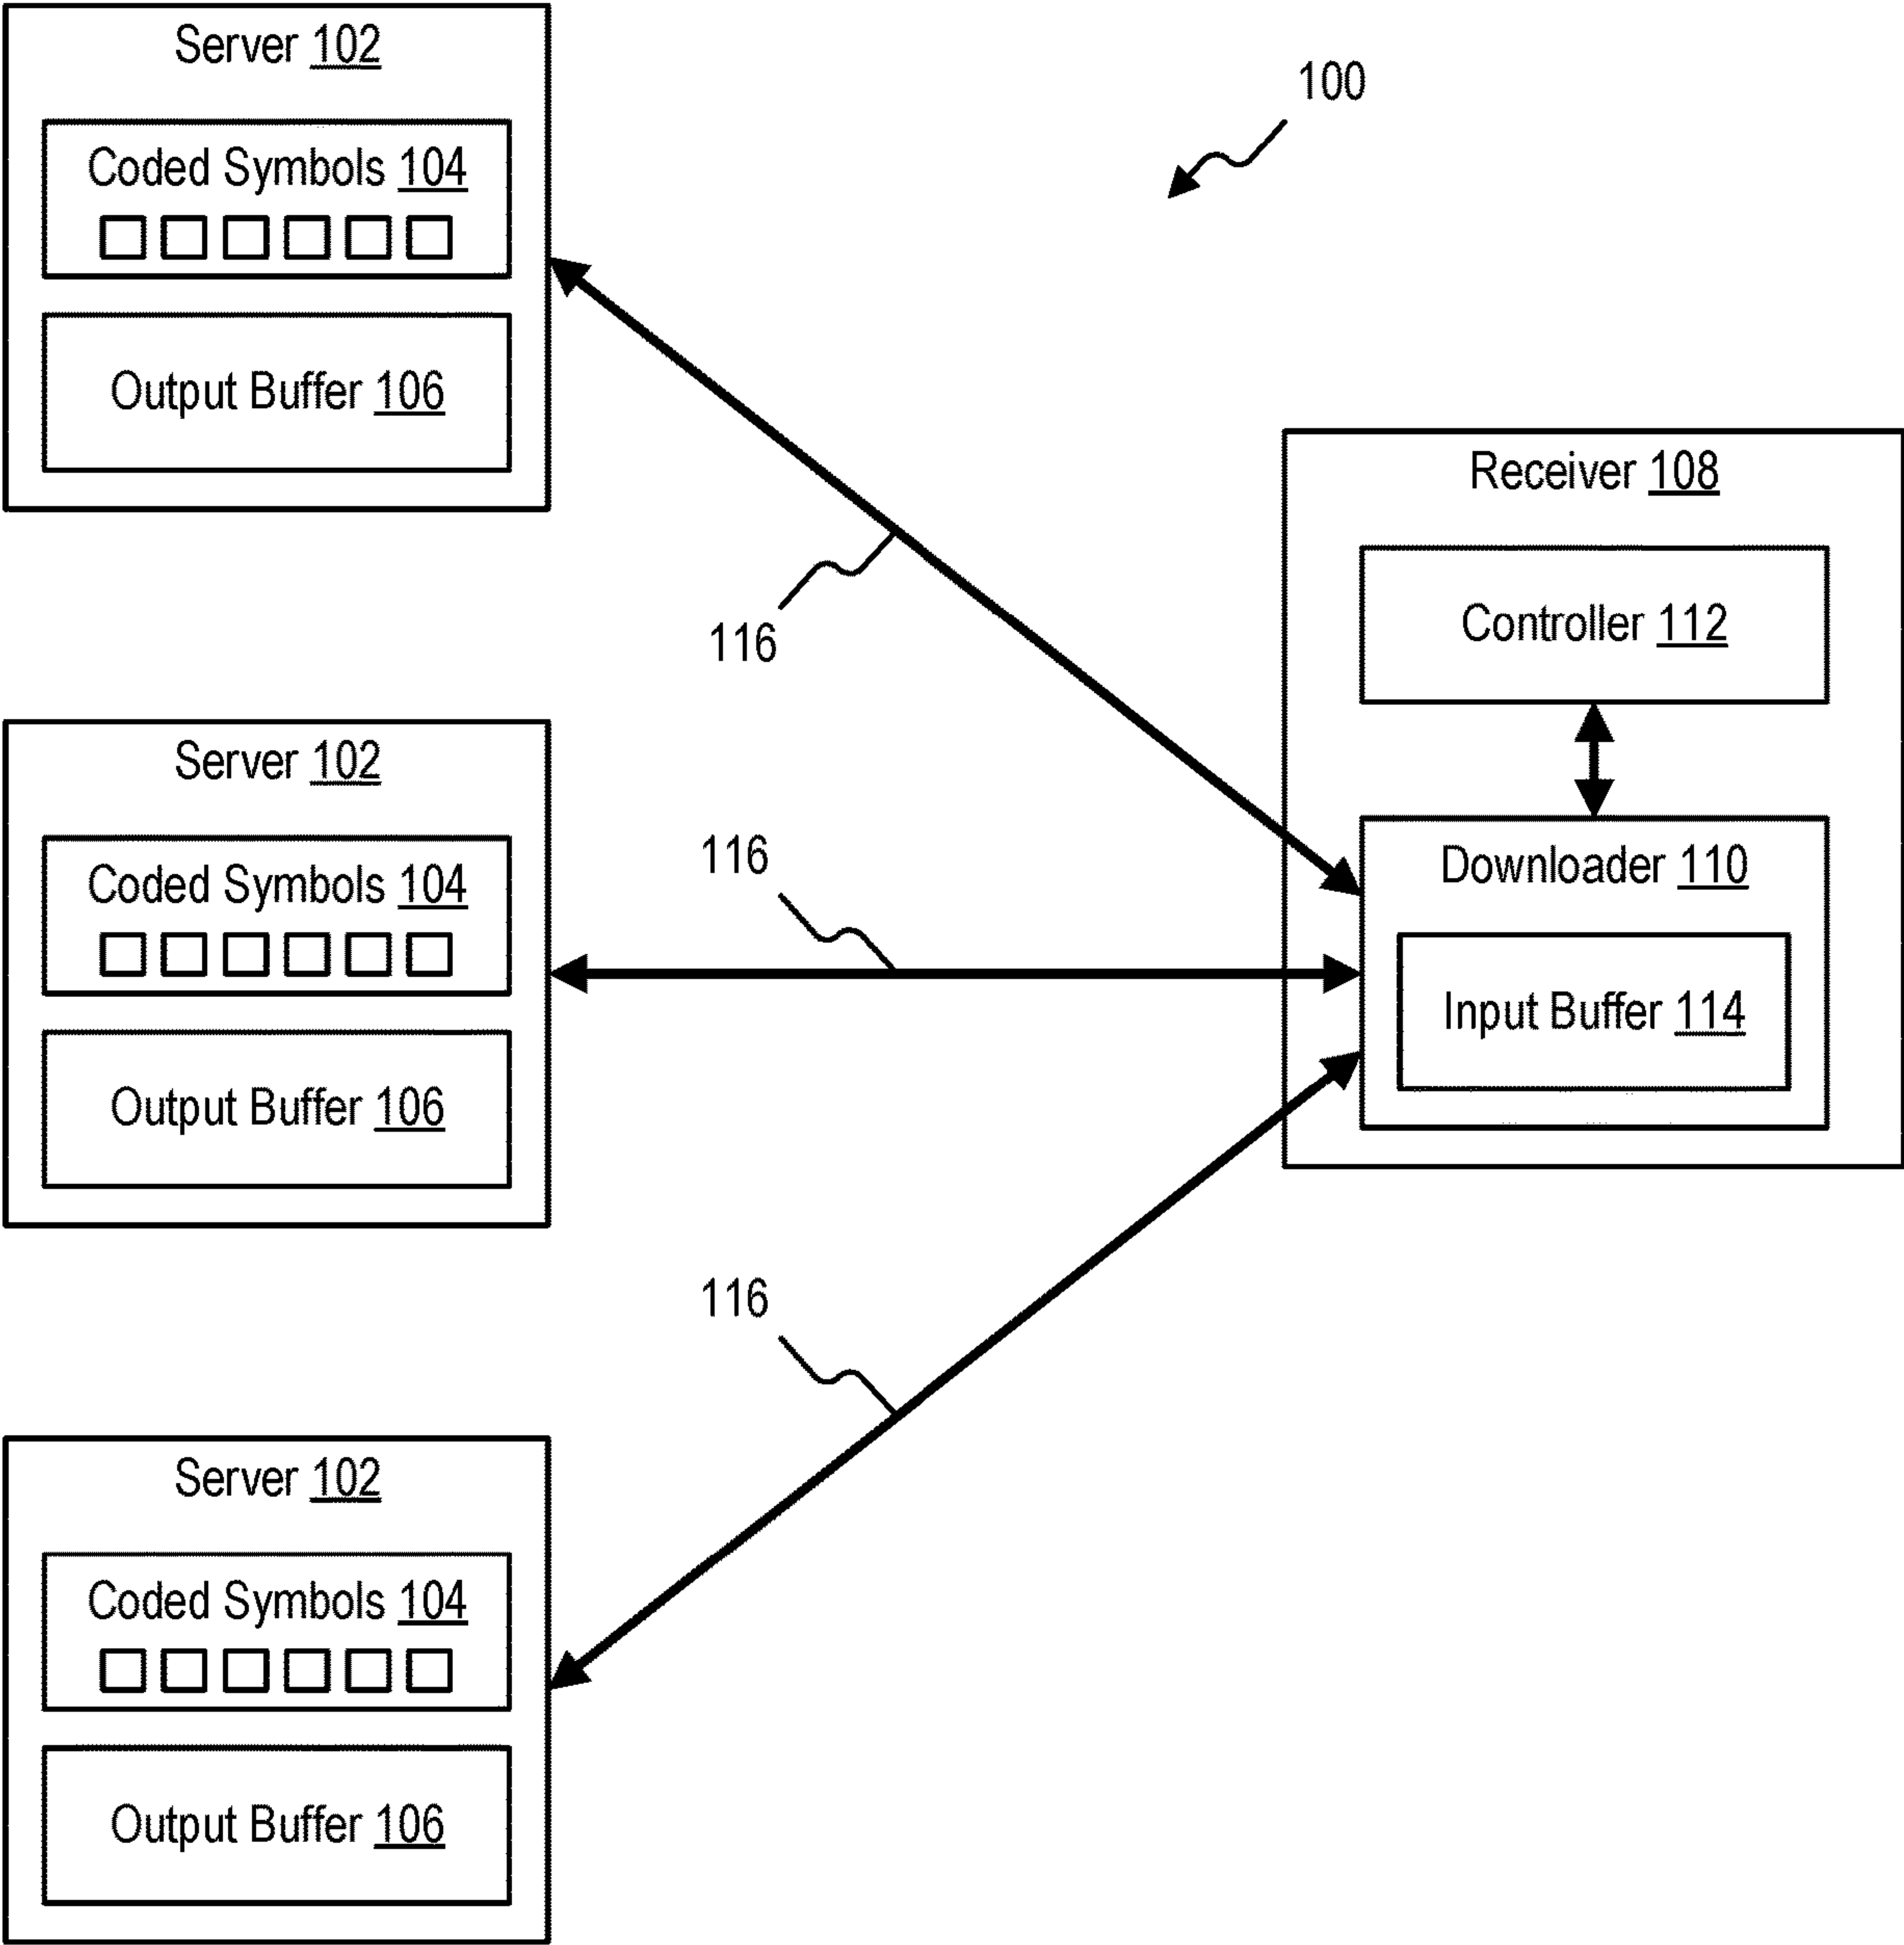 Server 102
Coded Symbols 104
Output Buffer 106
100
116
Receiver 108
Controller 112
Server 102
Coded Symbols 104
Output Buffer 106
116
Downloader 110
Input Buffer 114
116
Server 102
Coded Symbols 104
Output Buffer 106